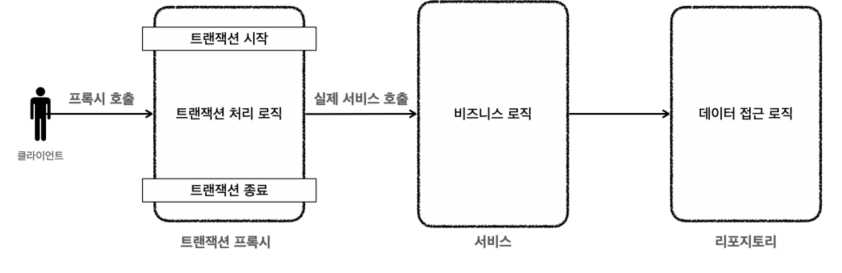 트랜잭션 시작
프록시 호출
트랜잭션 처리 로직
실제 서비스 호출
비즈니스 로직
데이터 접근 로직
클라이언트
트랜잭션 종료
트랜잭션 프록시
서비스
리포지토리